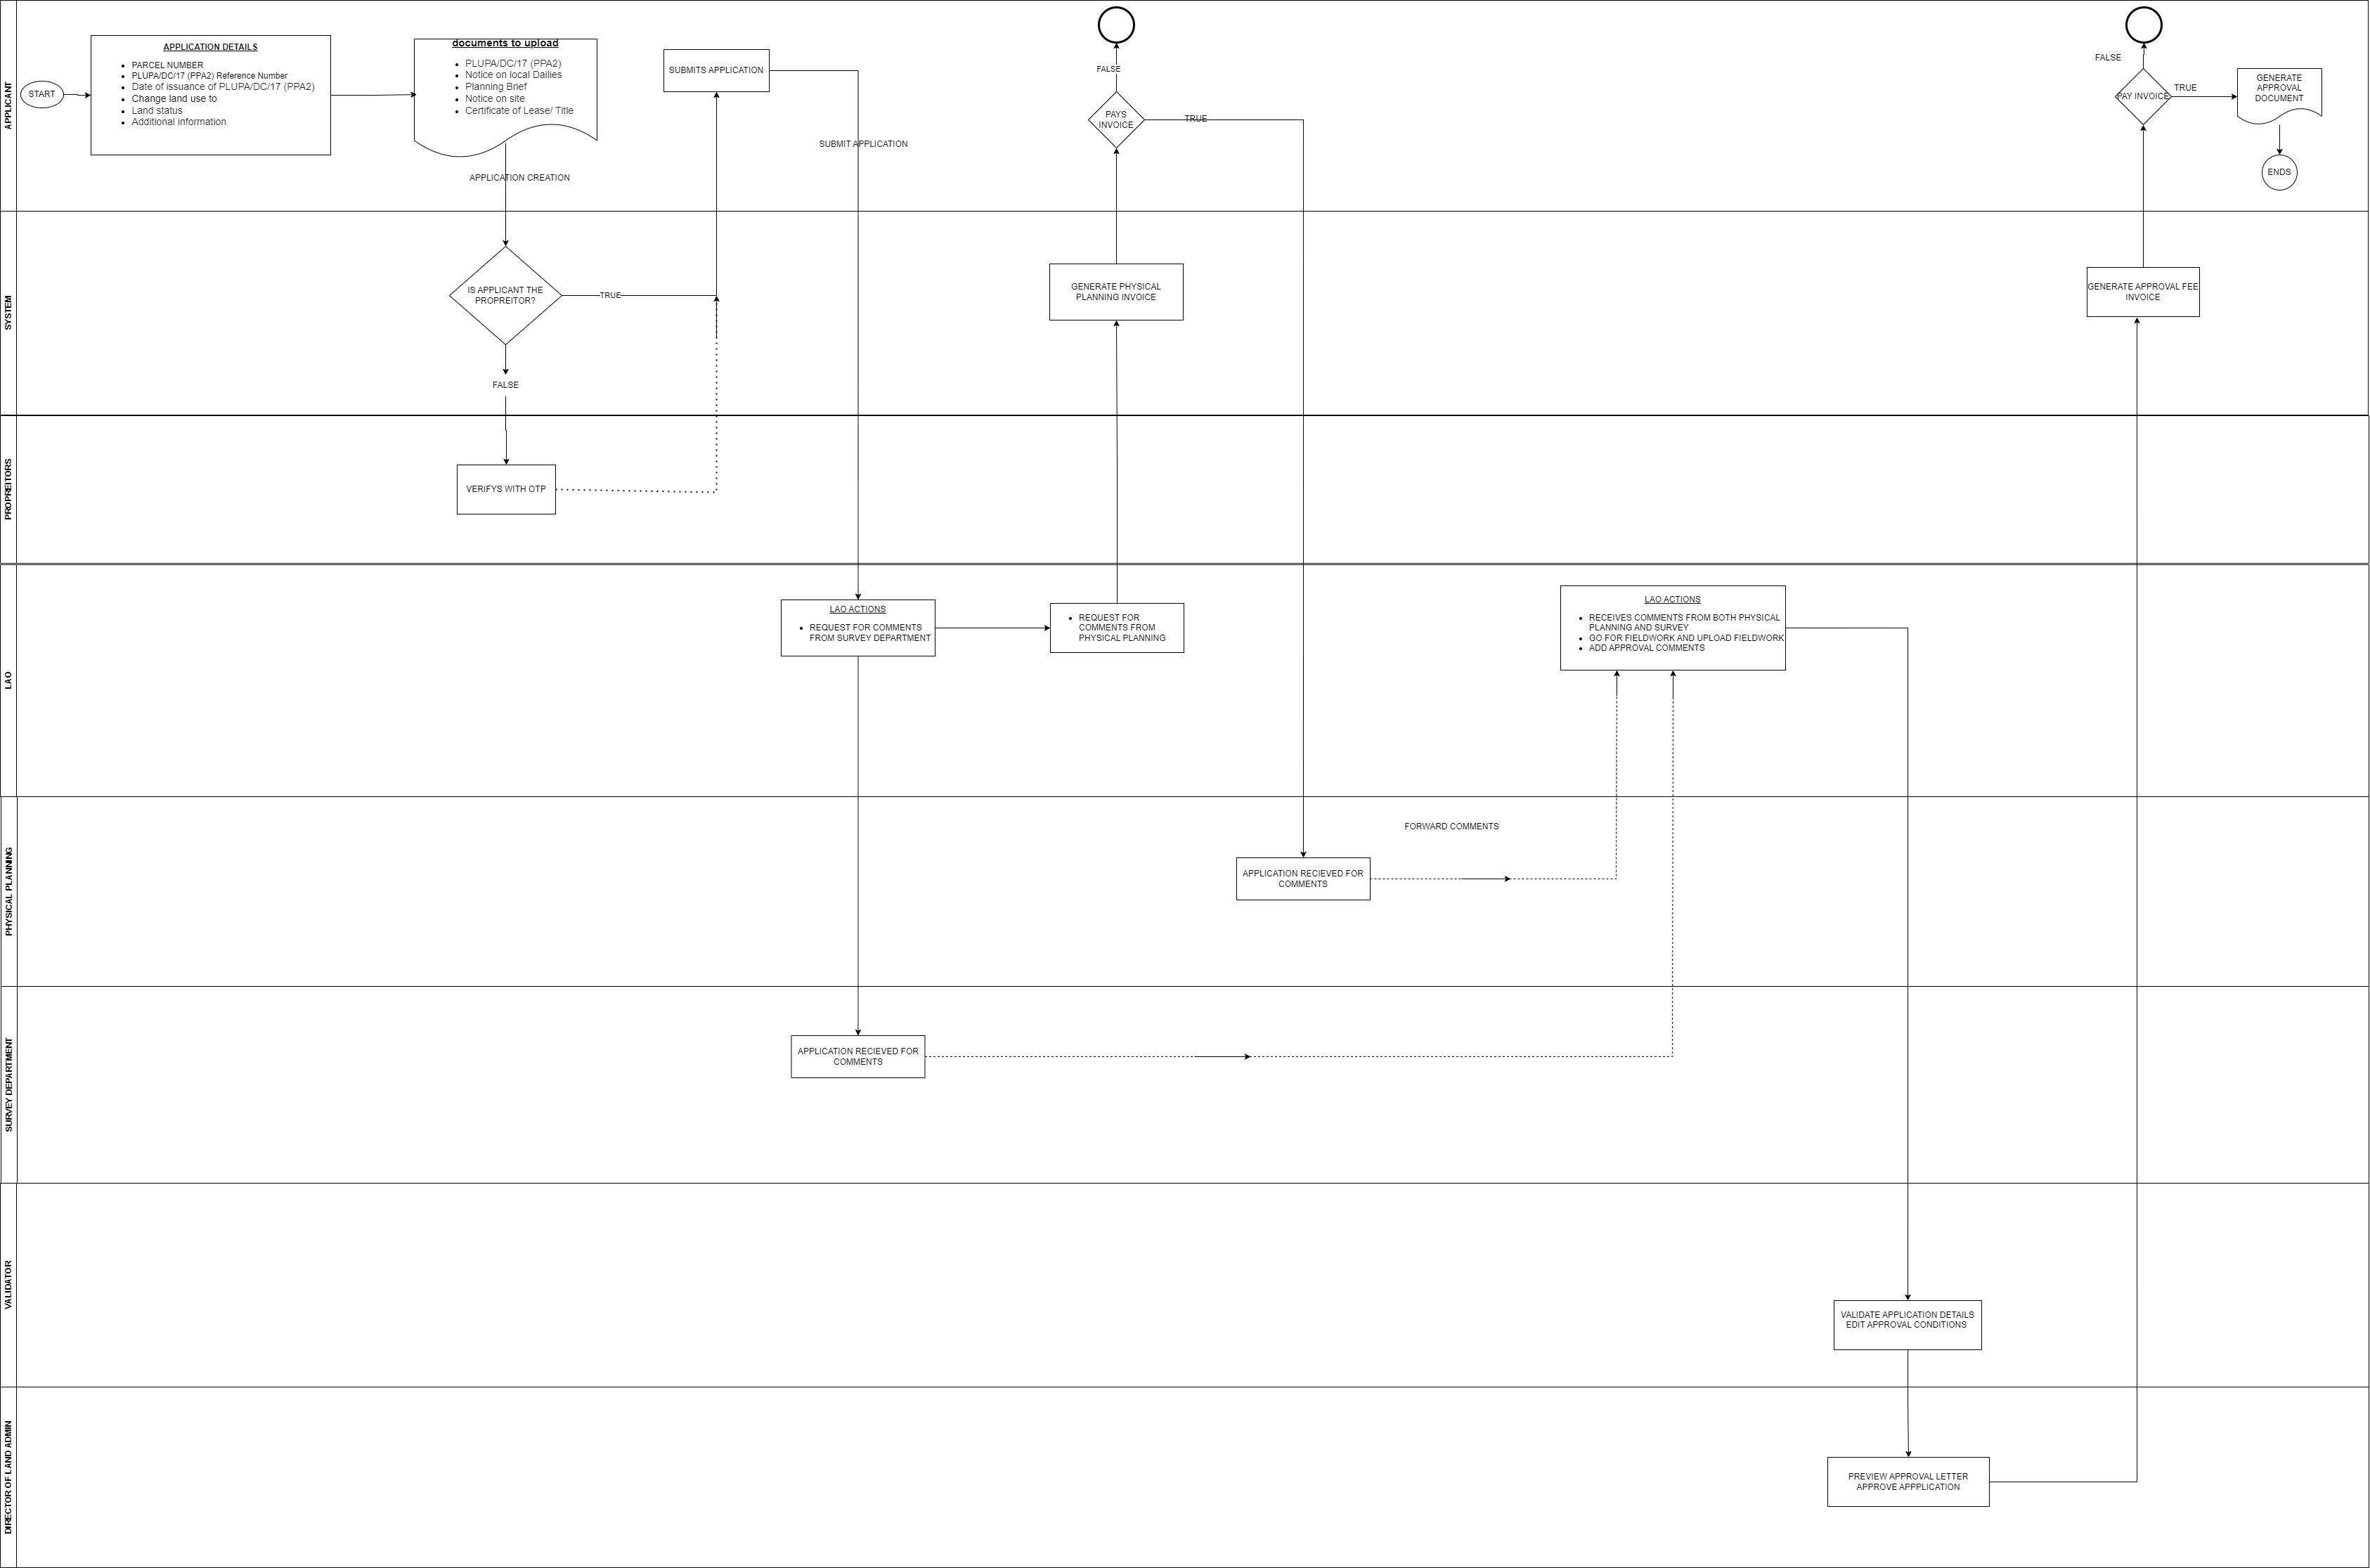 APPLICANT
START
APPLICATION DETAILS
PARCEL NUMBER
PLUPA/DC/17 (PPA2) Reference Number
Date of issuance of PLUPA/DC/17 (PPA2)
Change land use to
Land status
Additional information
documents to upload
PLUPA/DC/17 (PPA2)
Notice on local Dailies
Planning Brief
Notice on site
Certificate of Lease/ Title
APPLICATION CREATION
SUBMITS APPLICATION
SUBMIT APPLICATION
FALSE
PAYS
INVOICE
TRUE
FALSE
PAY INVOICE
TRUE
GENERATE
APPROVAL
DOCUMENT
ENDS
SYSTEM
IS APPLICANT THE
PROPREITOR?
TRUE
FALSE
GENERATE PHYSICAL
PLANNING INVOICE
GENERATE APPROVAL FEE
INVOICE
PROPREITORS
VERIFYS WITH OTP
LAO
LAO ACTIONS
REQUEST FOR COMMENTS
FROM SURVEY DEPARTMENT
REQUEST FOR
COMMENTS FROM
PHYSICAL PLANNING
LAO ACTIONS
RECEIVES COMMENTS FROM BOTH PHYSICAL
PLANNING AND SURVEY
GO FOR FIELDWORK AND UPLOAD FIELDWORK
ADD APPROVAL COMMENTS
PHYSICAL PLANNING
FORWARD COMMENTS
APPLICATION RECIEVED FOR
COMMENTS
SURVEY DEPARTMENT
APPLICATION RECIEVED FOR
COMMENTS
VALIDATOR
VALIDATE APPLICATION DETAILS
EDIT APPROVAL CONDITIONS
DIRECTOR OF LAND ADMIN
PREVIEW APPROVAL LETTER
APPROVE APPPLICATION